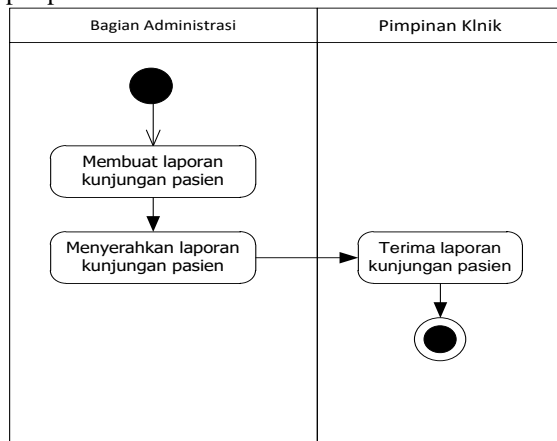 Bagian Administrasi
Pimpinan Klnik
Membuat laporan
kunjungan pasien
Menyerahkan laporan
kunjungan pasien
Terima laporan
kunjungan pasien